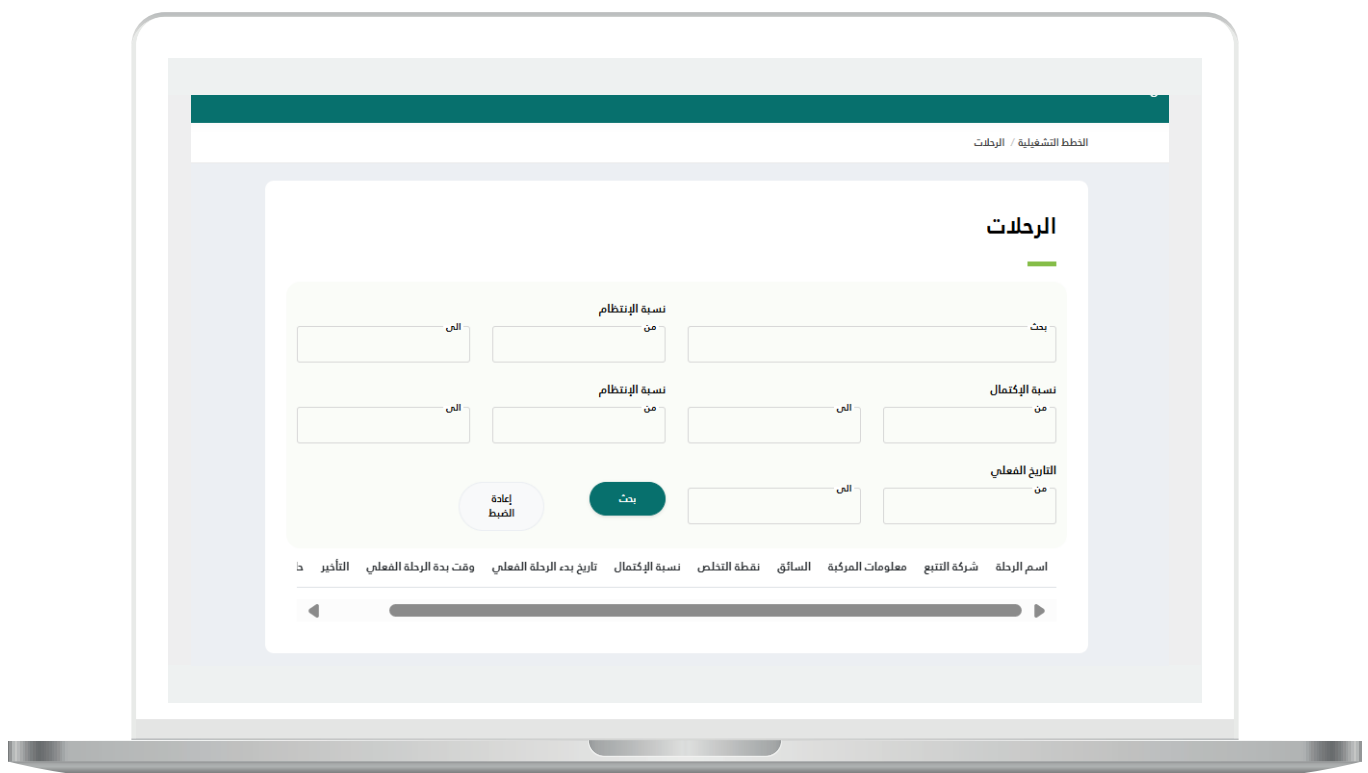 الخطط التشغيلية / الرحلات
الرحلات
نسبة الإنتظام
بحث من الى
نسبة الإكتمال نسبة الإنتظام
من الى من الى
التاريخ الفعلي
من الى
بحث إعادة
الضبط
اسم الرحلة شركة التتبع معلومات المركبة السائق نقطة التخلص نسبة الإكتمال تاريخ بدء الرحلة الفعلي وقت بدة الرحلة الفعلي التأخير